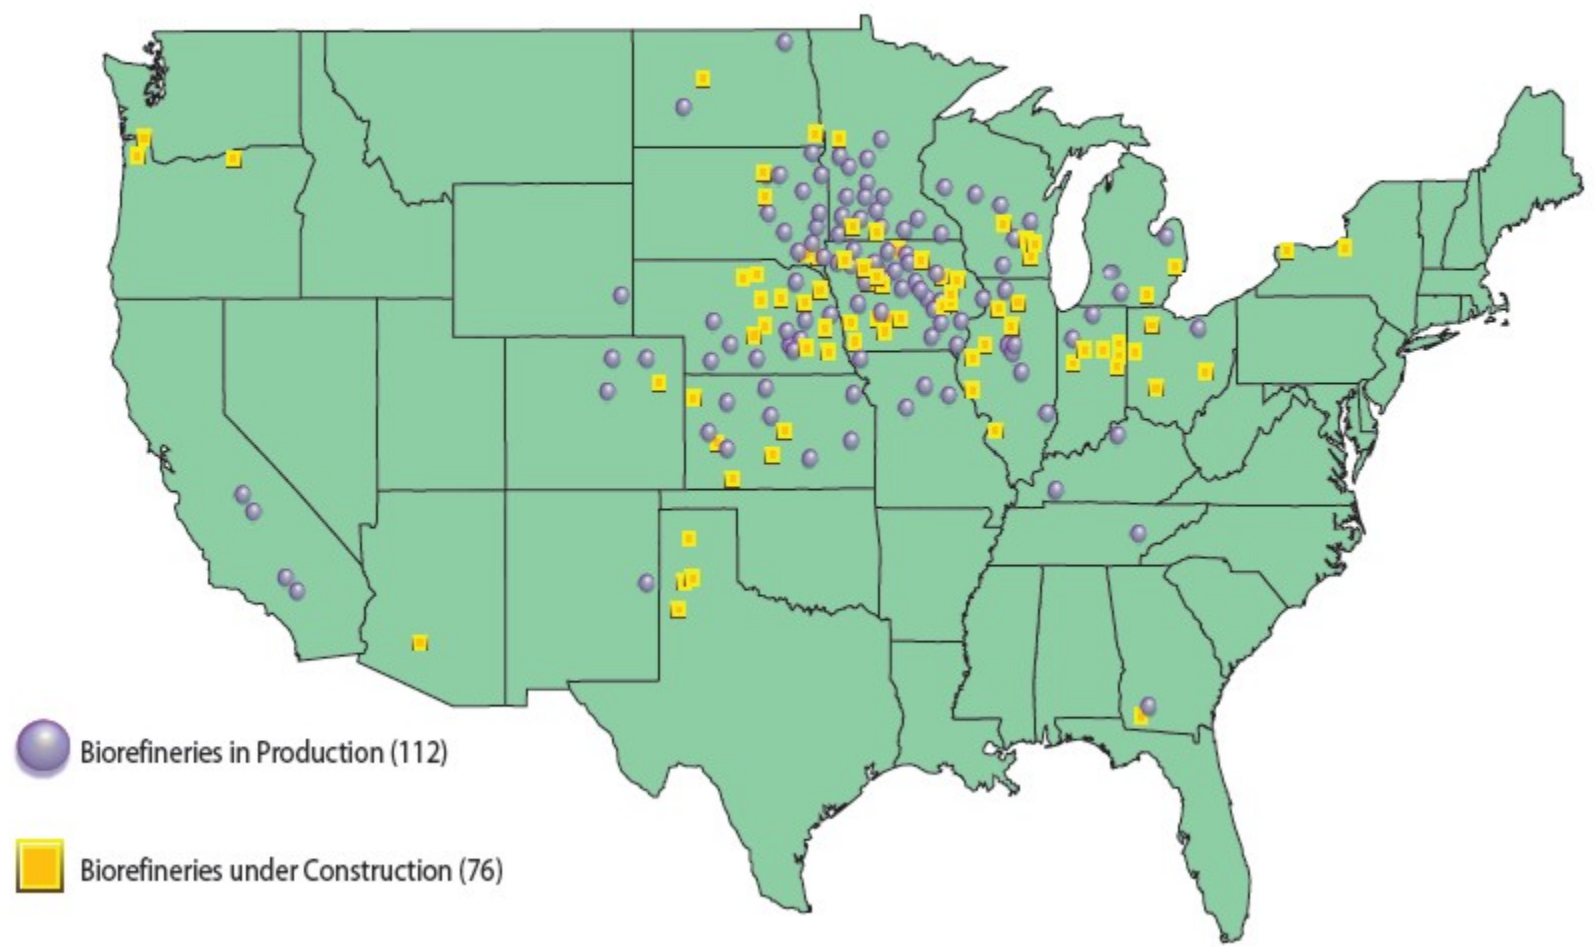 Biorefineries in Production (112)
Biorefineries under Construction (76)